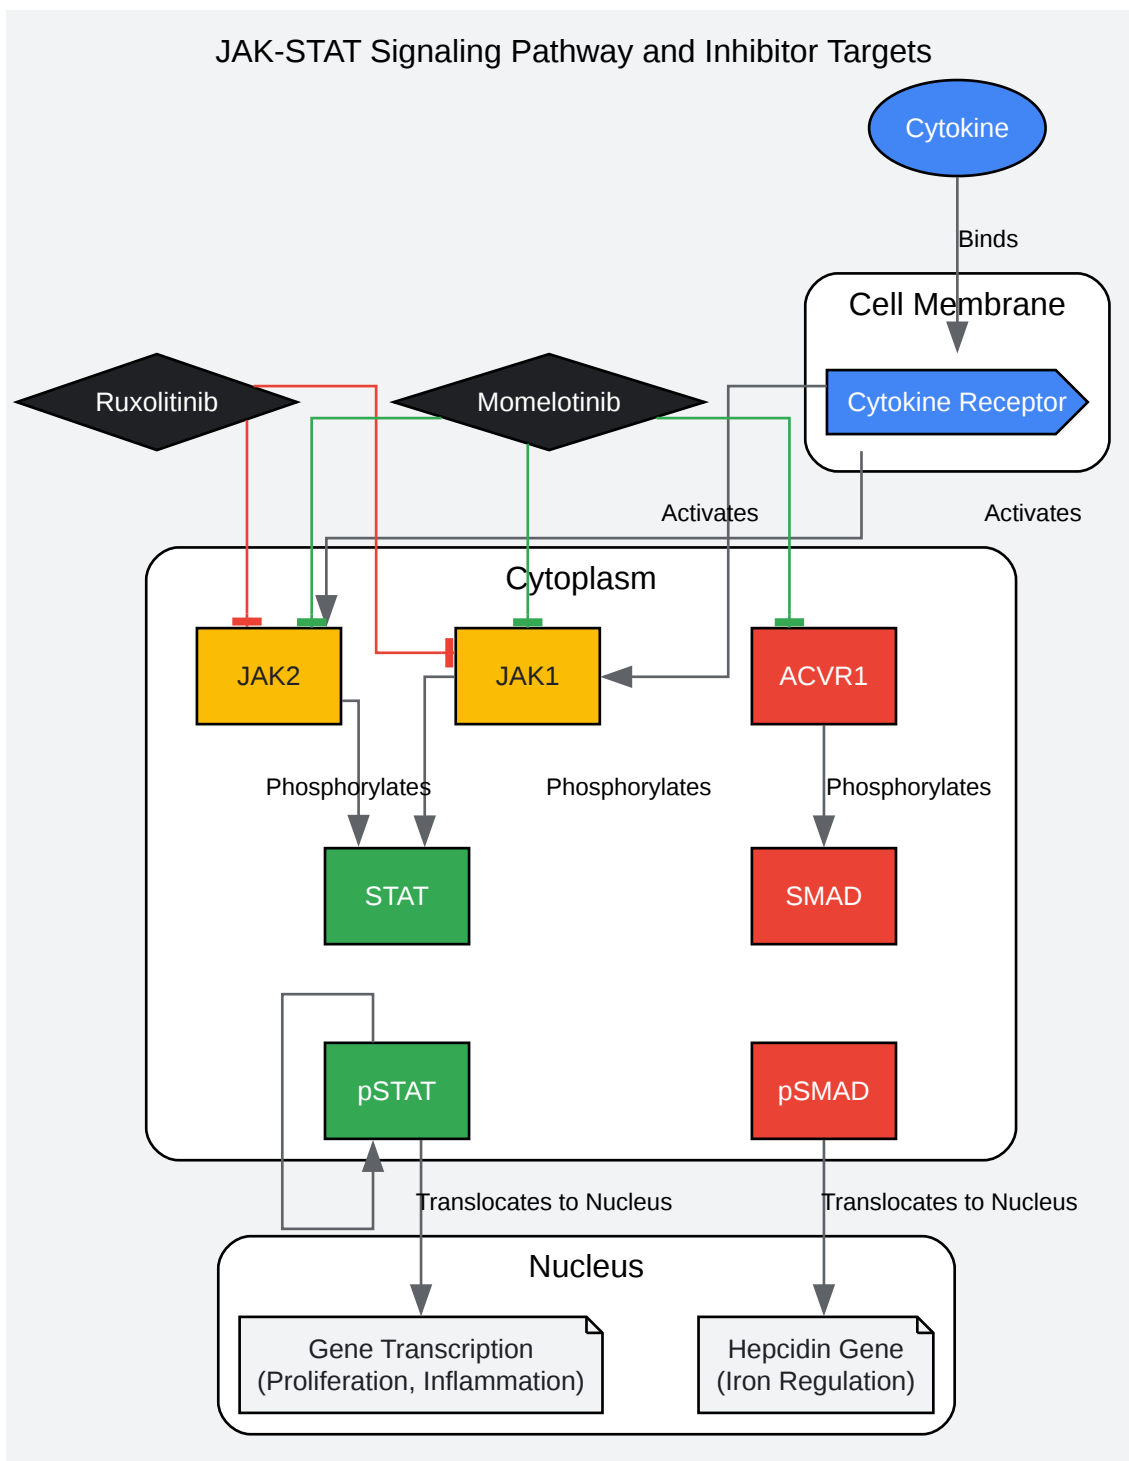 JAK-STAT Signaling Pathway and Inhibitor Targets
Cytokine
Binds
Cell Membrane
Ruxolitinib
Momelotinib
Cytokine Receptor
Activates
Activates
Cytoplasm
JAK2
JAK1
ACVR1
Phosphorylates
Phosphorylates
Phosphorylates
STAT
SMAD
pSTAT
pSMAD
Translocates to Nucleus
Translocates to Nucleus
Nucleus
Gene Transcription
(Proliferation, Inflammation)
Hepcidin Gene
(Iron Regulation)